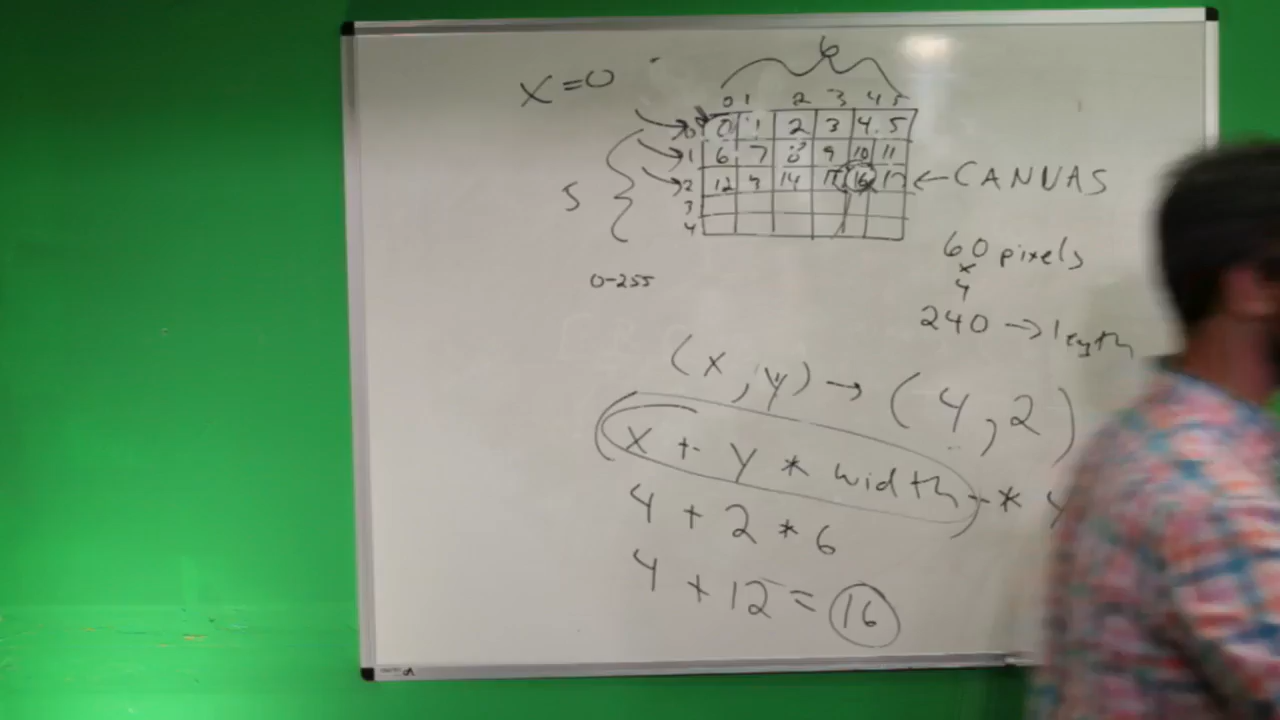 6
x=0
0 1 2 3 4 5
0 0 1 2 3 4 5
1 6 7 8 9 10 11
2 12 3 14 15 16 17 ← CANVAS
3
4
5
60 pixels
x
4
0-255
240 → length
(x, y) → (4, 2)
(x + y * width) *
4 + 2 * 6
4 + 12 = 16